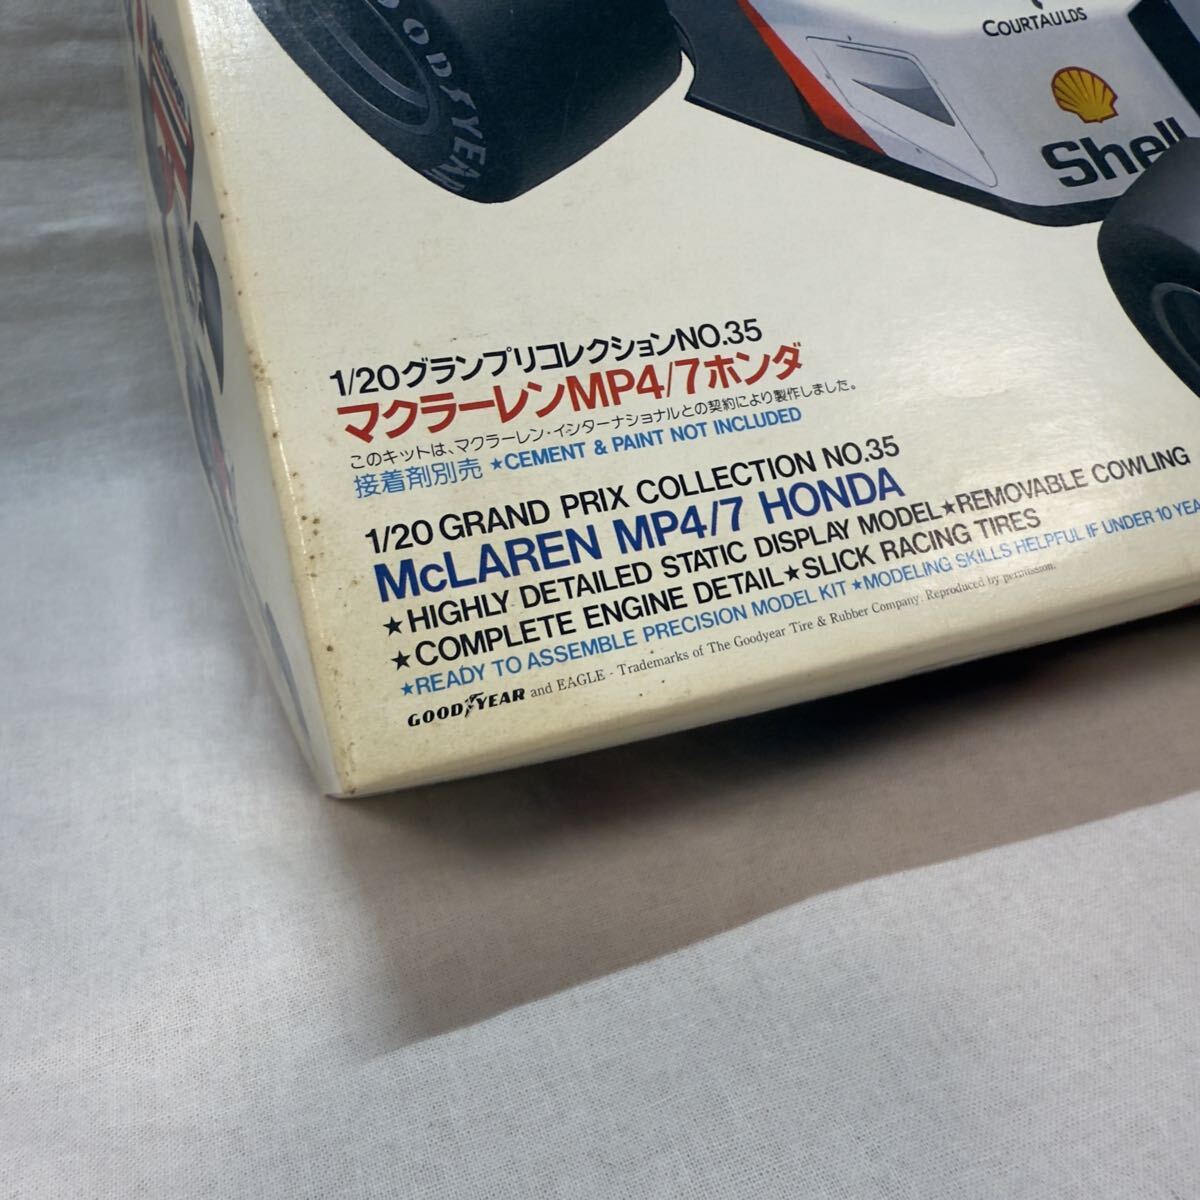 GOODYEAR
COURTAULDS
Shell
1/20グランプリコレクションNO.35
マクラーレンMP4/7ホンダ
このキットは、マクラーレン・インターナショナルとの契約により製作しました。
接着剤別売 ★CEMENT & PAINT NOT INCLUDED
1/20 GRAND PRIX COLLECTION NO.35
McLAREN MP4/7 HONDA
★HIGHLY DETAILED STATIC DISPLAY MODEL★REMOVABLE COWLING
★COMPLETE ENGINE DETAIL★SLICK RACING TIRES
★READY TO ASSEMBLE PRECISION MODEL KIT ★MODELING SKILLS HELPFUL IF UNDER 10 YEA
GOODYEAR and EAGLE - Trademarks of The Goodyear Tire & Rubber Company. Reproduced by permission.